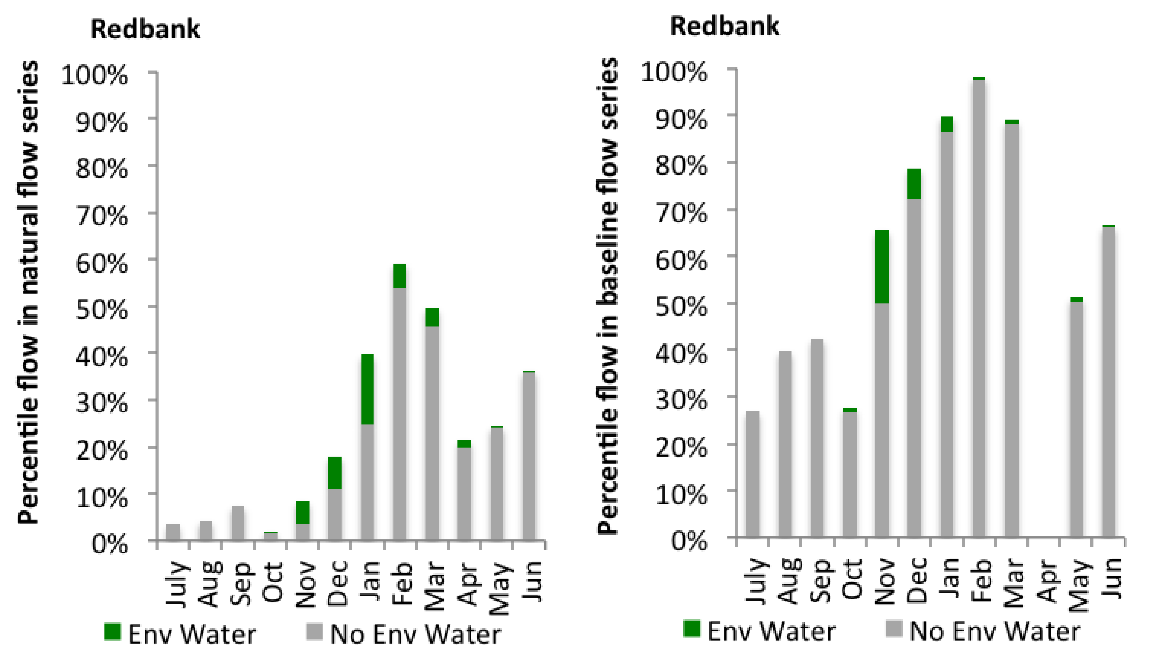 Redbank
Percentile flow in natural flow series
100%
90%
80%
70%
60%
50%
40%
30%
20%
10%
0%
July Aug Sep Oct Nov Dec Jan Feb Mar Apr May Jun
Env Water No Env Water
Redbank
Percentile flow in baseline flow series
100%
90%
80%
70%
60%
50%
40%
30%
20%
10%
0%
July Aug Sep Oct Nov Dec Jan Feb Mar Apr May Jun
Env Water No Env Water